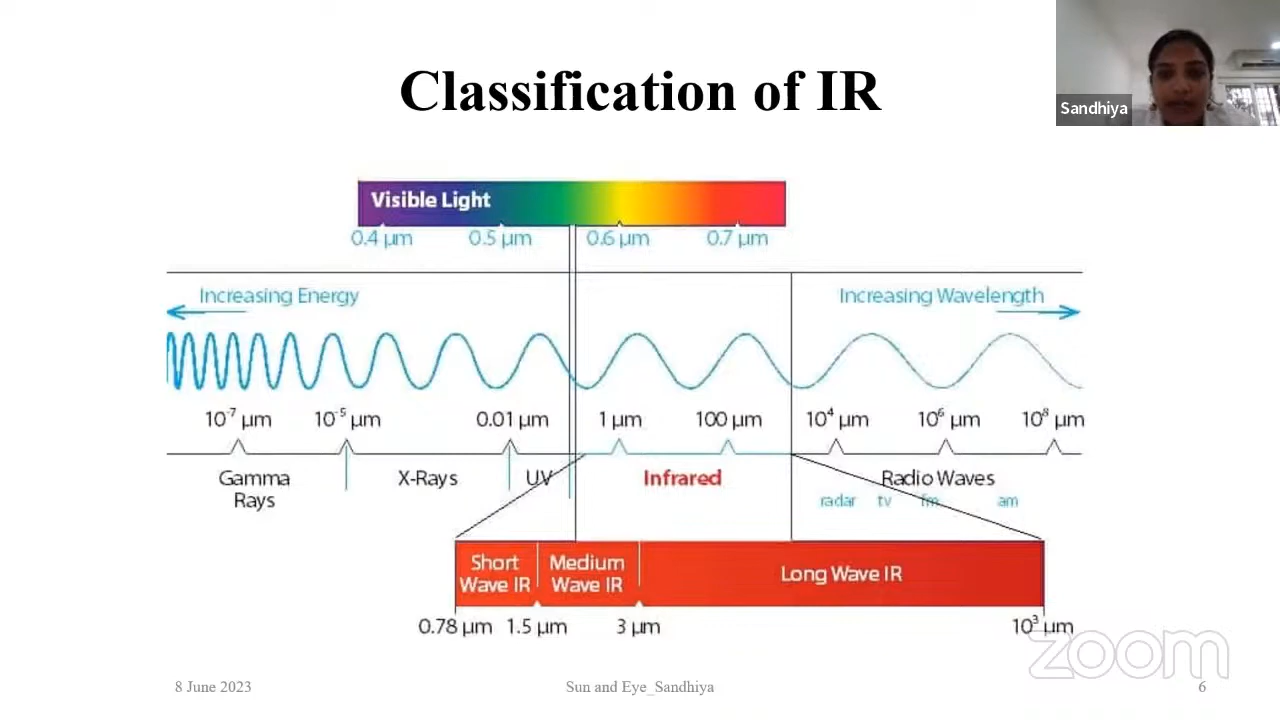 Classification of IR
Sandhiya
Visible Light
0.4 µm 0.5 µm 0.6 µm 0.7 µm
Increasing Energy Increasing Wavelength
10⁻⁷ µm 10⁻⁵ µm 0.01 µm 1 µm 100 µm 10⁴ µm 10⁶ µm 10⁸ µm
Gamma Rays X-Rays UV Infrared Radio Waves
radar tv fm am
Short Wave IR Medium Wave IR Long Wave IR
0.78 µm 1.5 µm 3 µm 10³ µm
zoom
8 June 2023 Sun and Eye_Sandhiya 6